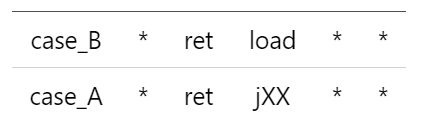 case_B * ret load * *
case_A * ret jXX * *